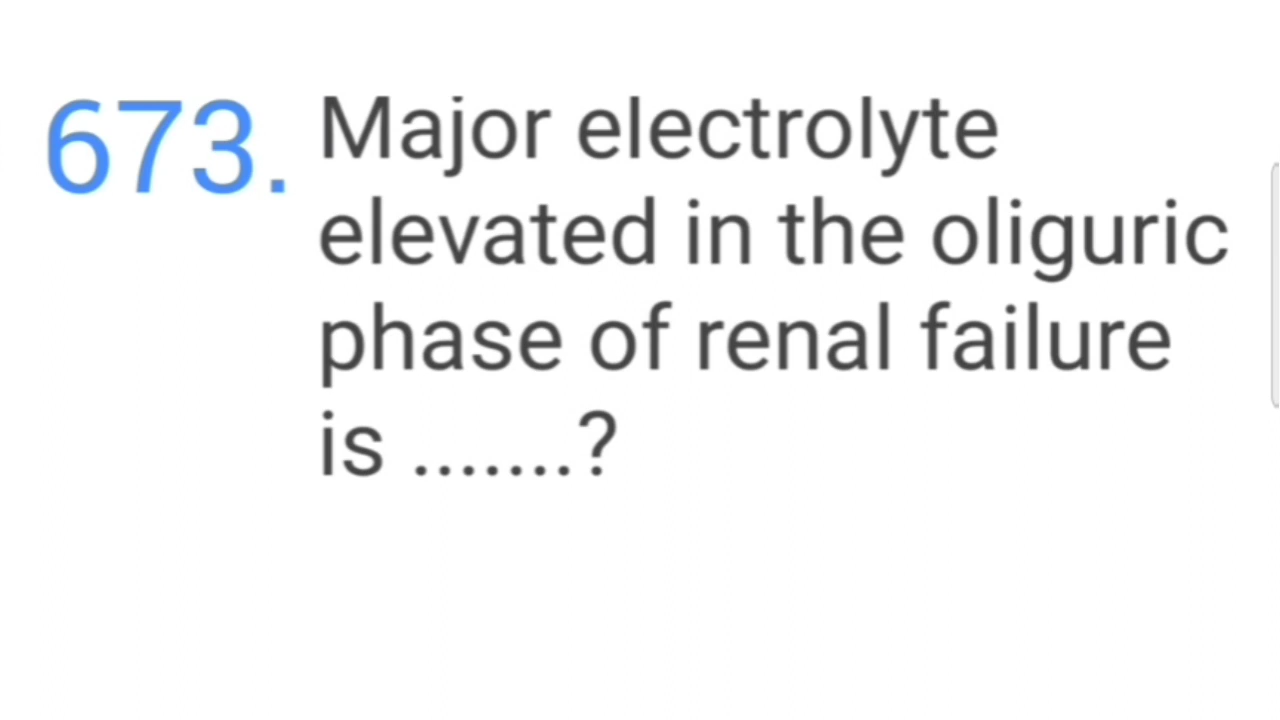 673. Major electrolyte
elevated in the oliguric
phase of renal failure
is .......?